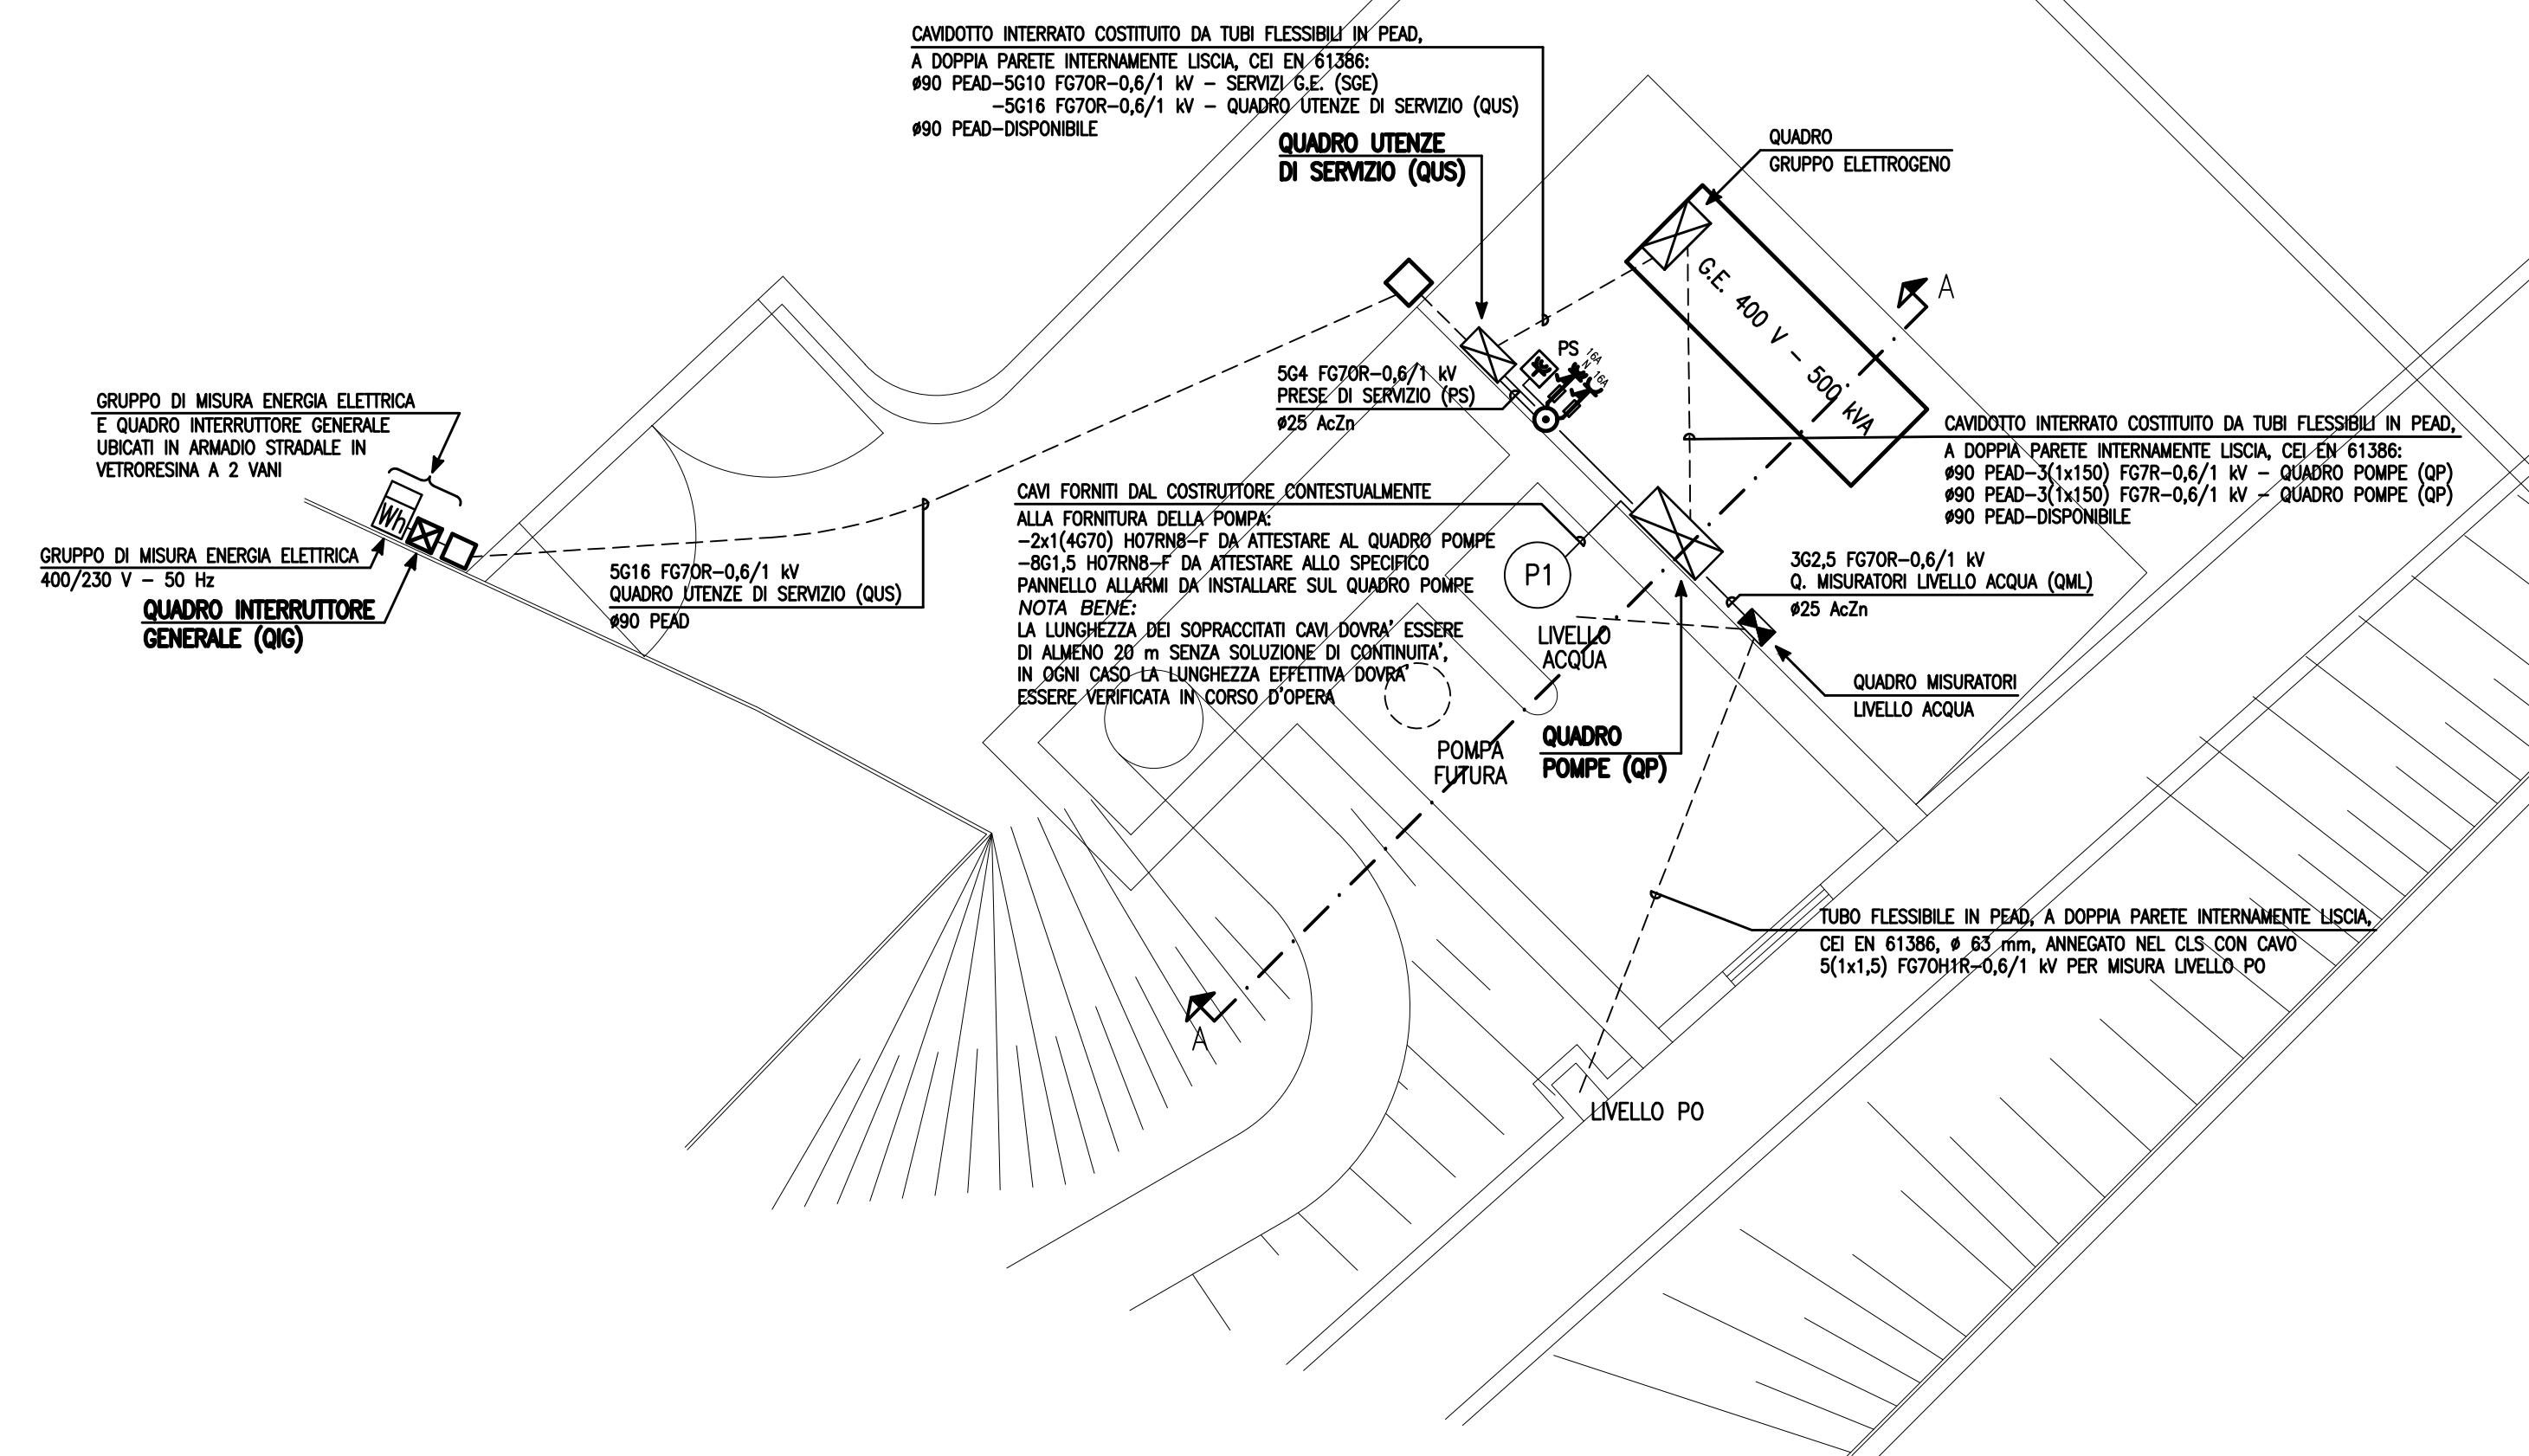 CAVIDOTTO INTERRATO COSTITUITO DA TUBI FLESSIBILI IN PEAD,
A DOPPIA PARETE INTERNAMENTE LISCIA, CEI EN 61386:
ø90 PEAD-5G10 FG7OR-0,6/1 kV - SERVIZI G.E. (SGE)
-5G16 FG7OR-0,6/1 kV - QUADRO UTENZE DI SERVIZIO (QUS)
ø90 PEAD-DISPONIBILE
QUADRO UTENZE
DI SERVIZIO (QUS)
QUADRO
GRUPPO ELETTROGENO
G.E. 400 V - 500 kVA
A
PS
16A
N 16A
5G4 FG7OR-0,6/1 kV
PRESE DI SERVIZIO (PS)
ø25 AcZn
GRUPPO DI MISURA ENERGIA ELETTRICA
E QUADRO INTERRUTTORE GENERALE
UBICATI IN ARMADIO STRADALE IN
VETRORESINA A 2 VANI
Wh
GRUPPO DI MISURA ENERGIA ELETTRICA
400/230 V - 50 Hz
QUADRO INTERRUTTORE
GENERALE (QIG)
5G16 FG7OR-0,6/1 kV
QUADRO UTENZE DI SERVIZIO (QUS)
ø90 PEAD
CAVI FORNITI DAL COSTRUTTORE CONTESTUALMENTE
ALLA FORNITURA DELLA POMPA:
-2x1(4G70) H07RN8-F DA ATTESTARE AL QUADRO POMPE
-8G1,5 H07RN8-F DA ATTESTARE ALLO SPECIFICO
PANNELLO ALLARMI DA INSTALLARE SUL QUADRO POMPE
NOTA BENE:
LA LUNGHEZZA DEI SOPRACCITATI CAVI DOVRA' ESSERE
DI ALMENO 20 m SENZA SOLUZIONE DI CONTINUITA',
IN OGNI CASO LA LUNGHEZZA EFFETTIVA DOVRA'
ESSERE VERIFICATA IN CORSO D'OPERA
P1
CAVIDOTTO INTERRATO COSTITUITO DA TUBI FLESSIBILI IN PEAD,
A DOPPIA PARETE INTERNAMENTE LISCIA, CEI EN 61386:
ø90 PEAD-3(1x150) FG7R-0,6/1 kV - QUADRO POMPE (QP)
ø90 PEAD-3(1x150) FG7R-0,6/1 kV - QUADRO POMPE (QP)
ø90 PEAD-DISPONIBILE
3G2,5 FG7OR-0,6/1 kV
Q. MISURATORI LIVELLO ACQUA (QML)
ø25 AcZn
LIVELLO
ACQUA
QUADRO MISURATORI
LIVELLO ACQUA
POMPA
FUTURA
QUADRO
POMPE (QP)
TUBO FLESSIBILE IN PEAD, A DOPPIA PARETE INTERNAMENTE LISCIA,
CEI EN 61386, ø 63 mm, ANNEGATO NEL CLS CON CAVO
5(1x1,5) FG7OH1R-0,6/1 kV PER MISURA LIVELLO PO
A
LIVELLO PO